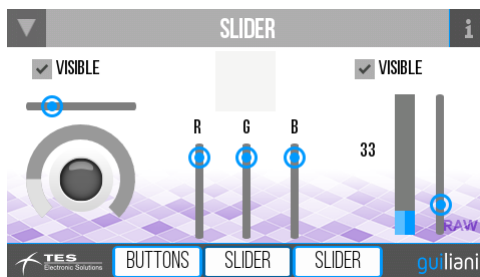 SLIDER
i
VISIBLE
VISIBLE
R G B
33
RAW
TES
Electronic Solutions
BUTTONS
SLIDER
SLIDER
guiliani